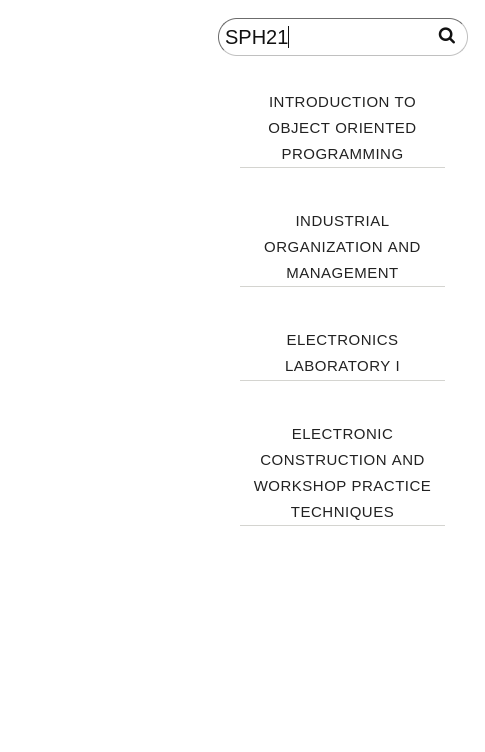 SPH21
INTRODUCTION TO
OBJECT ORIENTED
PROGRAMMING
INDUSTRIAL
ORGANIZATION AND
MANAGEMENT
ELECTRONICS
LABORATORY I
ELECTRONIC
CONSTRUCTION AND
WORKSHOP PRACTICE
TECHNIQUES